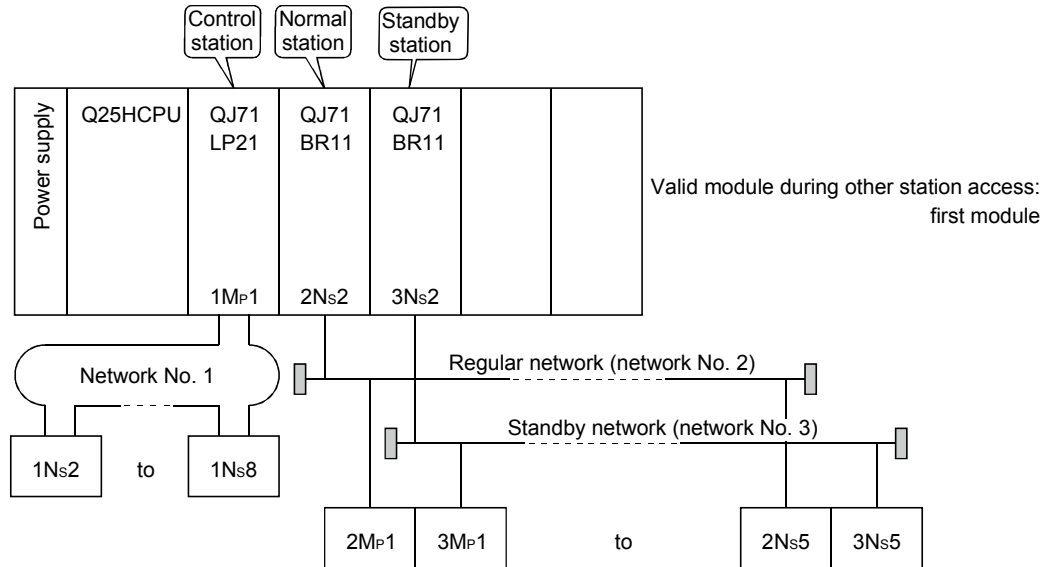 Control
station
Normal
station
Standby
station
Power supply
Q25HCPU
QJ71
LP21
QJ71
BR11
QJ71
BR11
Valid module during other station access:
first module
1MP1
2NS2
3NS2
Network No. 1
Regular network (network No. 2)
Standby network (network No. 3)
1NS2
to
1NS8
2MP1
3MP1
to
2NS5
3NS5